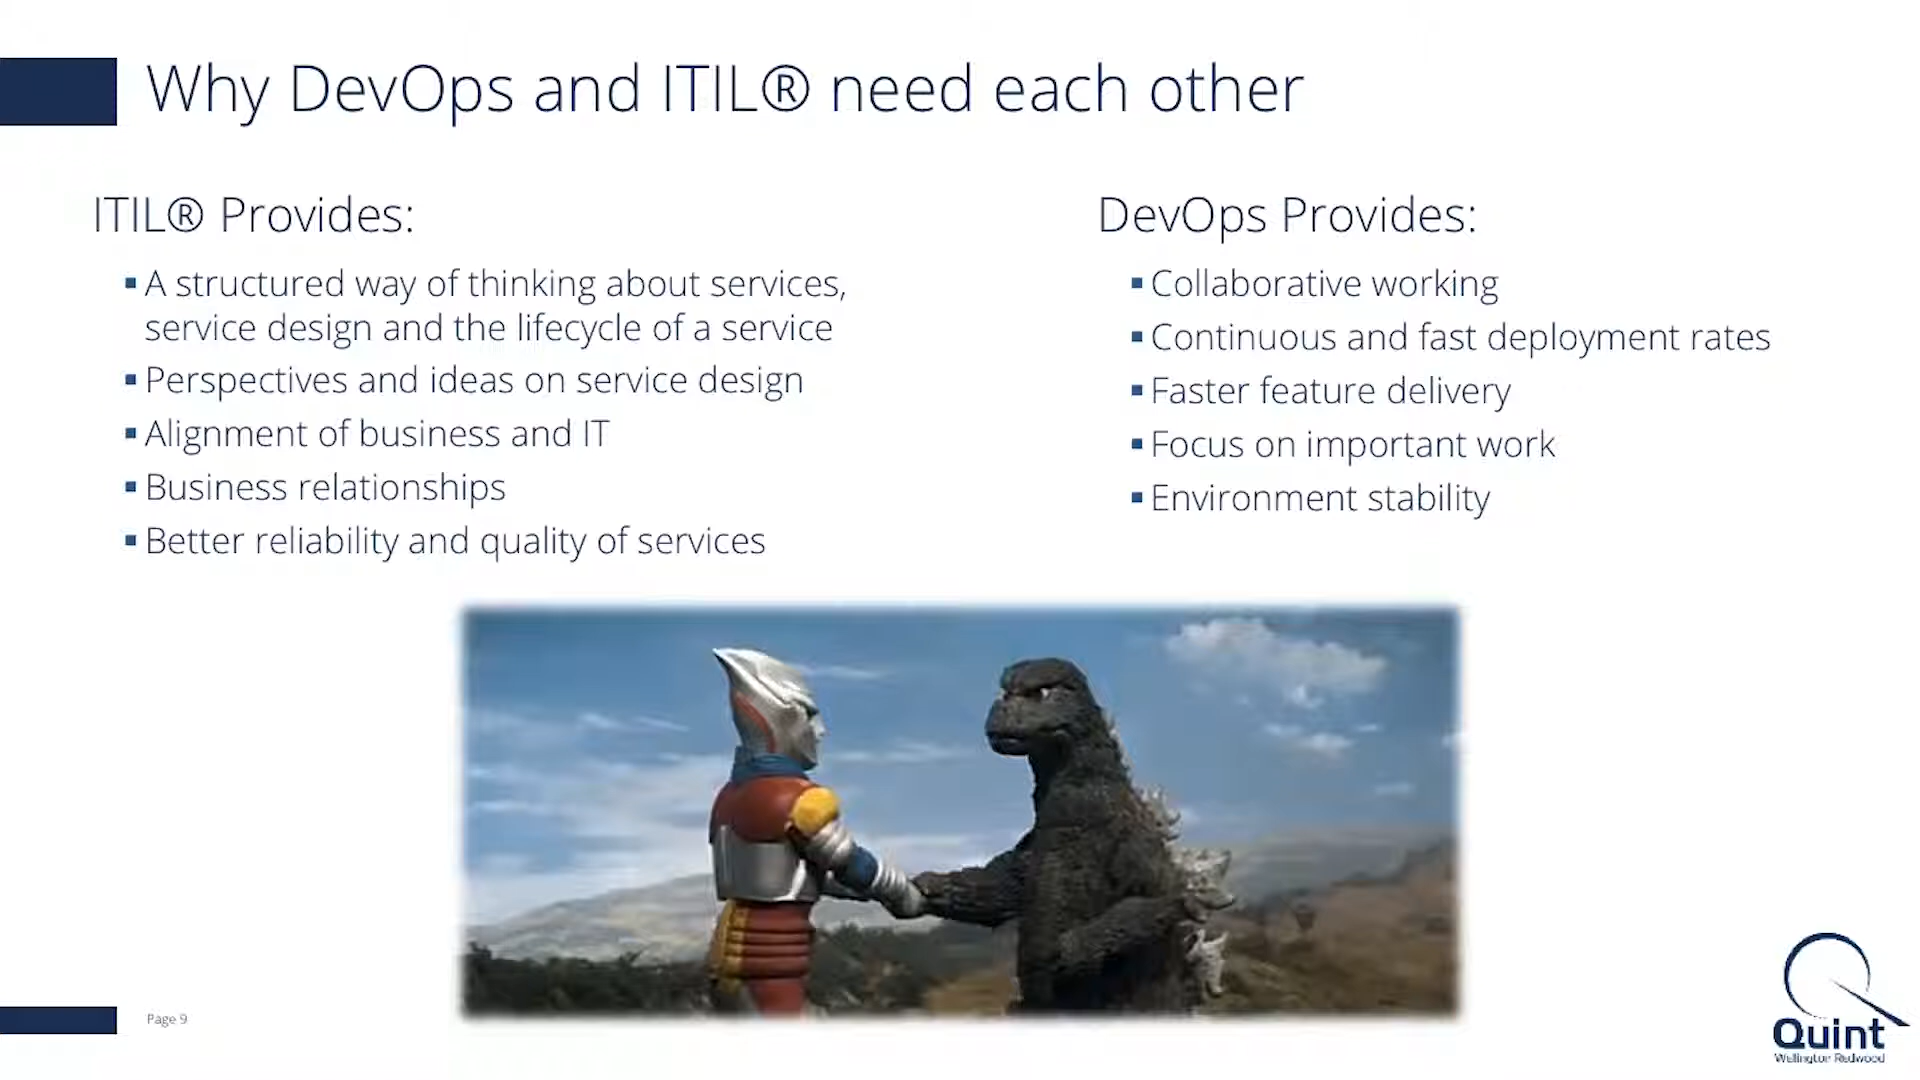 Why DevOps and ITIL® need each other
ITIL® Provides:
▪ A structured way of thinking about services,
service design and the lifecycle of a service
▪ Perspectives and ideas on service design
▪ Alignment of business and IT
▪ Business relationships
▪ Better reliability and quality of services
DevOps Provides:
▪ Collaborative working
▪ Continuous and fast deployment rates
▪ Faster feature delivery
▪ Focus on important work
▪ Environment stability
Page 9
Quint
Wellington Redwood